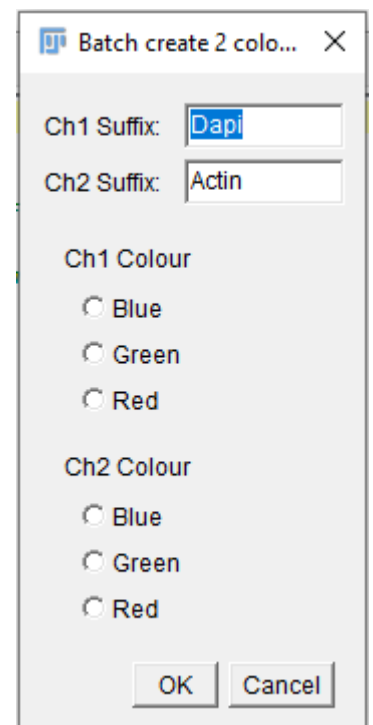 Batch create 2 colo...
Ch1 Suffix: Dapi
Ch2 Suffix: Actin
Ch1 Colour
Blue
Green
Red
Ch2 Colour
Blue
Green
Red
OK Cancel